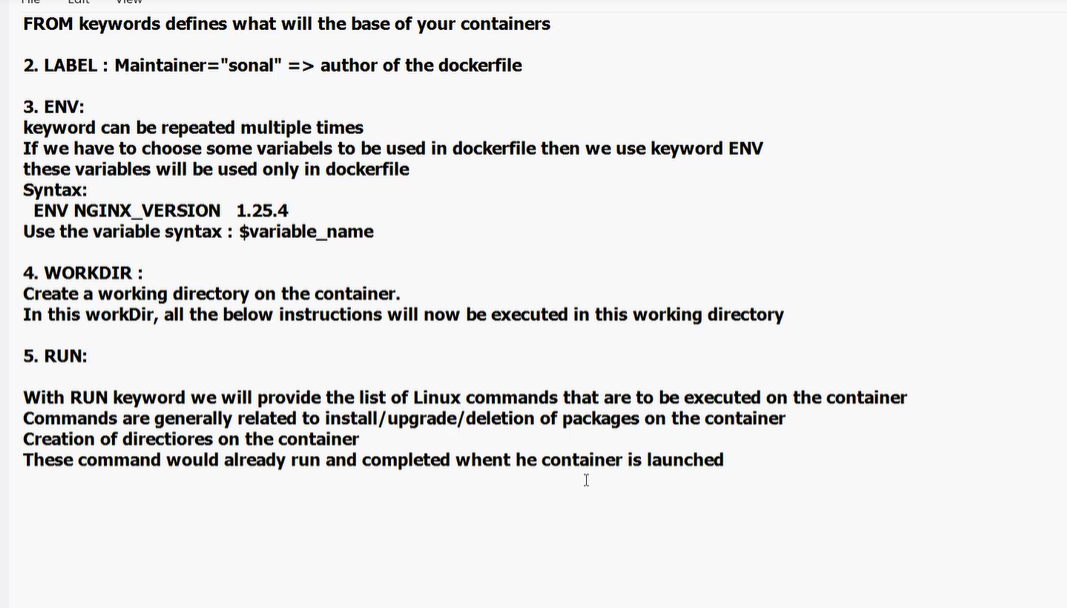 File Edit View
FROM keywords defines what will the base of your containers
2. LABEL : Maintainer="sonal" => author of the dockerfile
3. ENV:
keyword can be repeated multiple times
If we have to choose some variabels to be used in dockerfile then we use keyword ENV
these variables will be used only in dockerfile
Syntax:
ENV NGINX_VERSION 1.25.4
Use the variable syntax : $variable_name
4. WORKDIR :
Create a working directory on the container.
In this workDir, all the below instructions will now be executed in this working directory
5. RUN:
With RUN keyword we will provide the list of Linux commands that are to be executed on the container
Commands are generally related to install/upgrade/deletion of packages on the container
Creation of directiores on the container
These command would already run and completed whent he container is launched